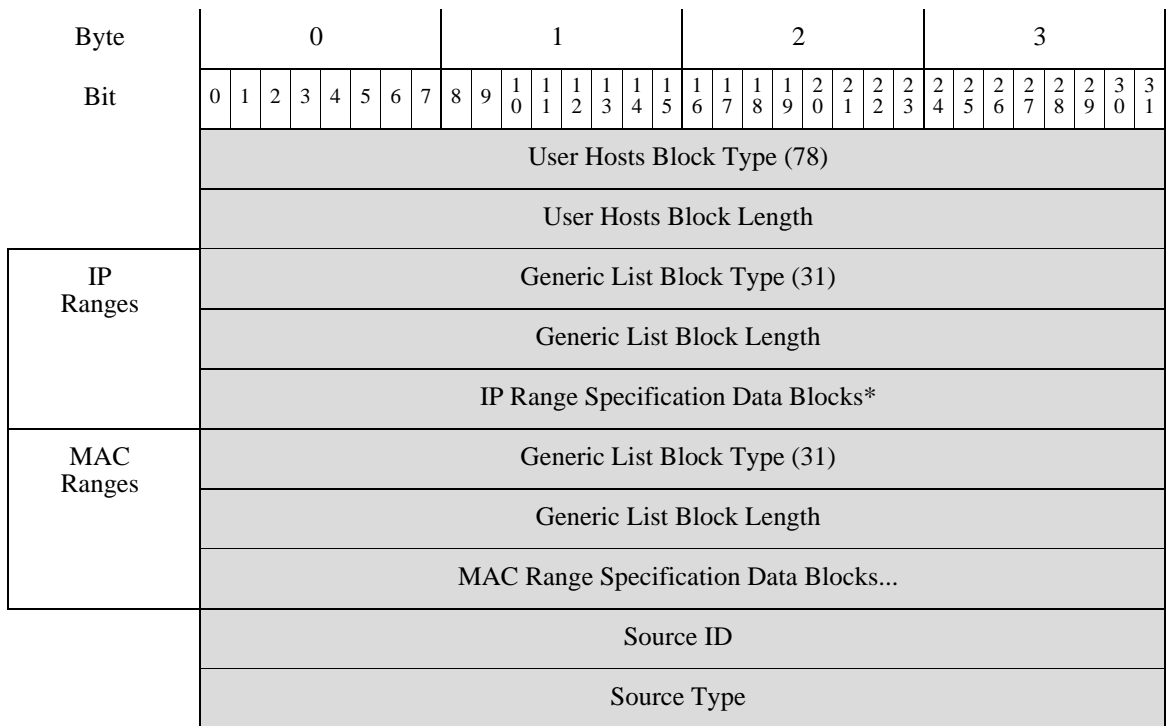 Byte 0 1 2 3
Bit 0 1 2 3 4 5 6 7 8 9 10 11 12 13 14 15 16 17 18 19 20 21 22 23 24 25 26 27 28 29 30 31
User Hosts Block Type (78)
User Hosts Block Length
IP
Ranges
Generic List Block Type (31)
Generic List Block Length
IP Range Specification Data Blocks*
MAC
Ranges
Generic List Block Type (31)
Generic List Block Length
MAC Range Specification Data Blocks...
Source ID
Source Type